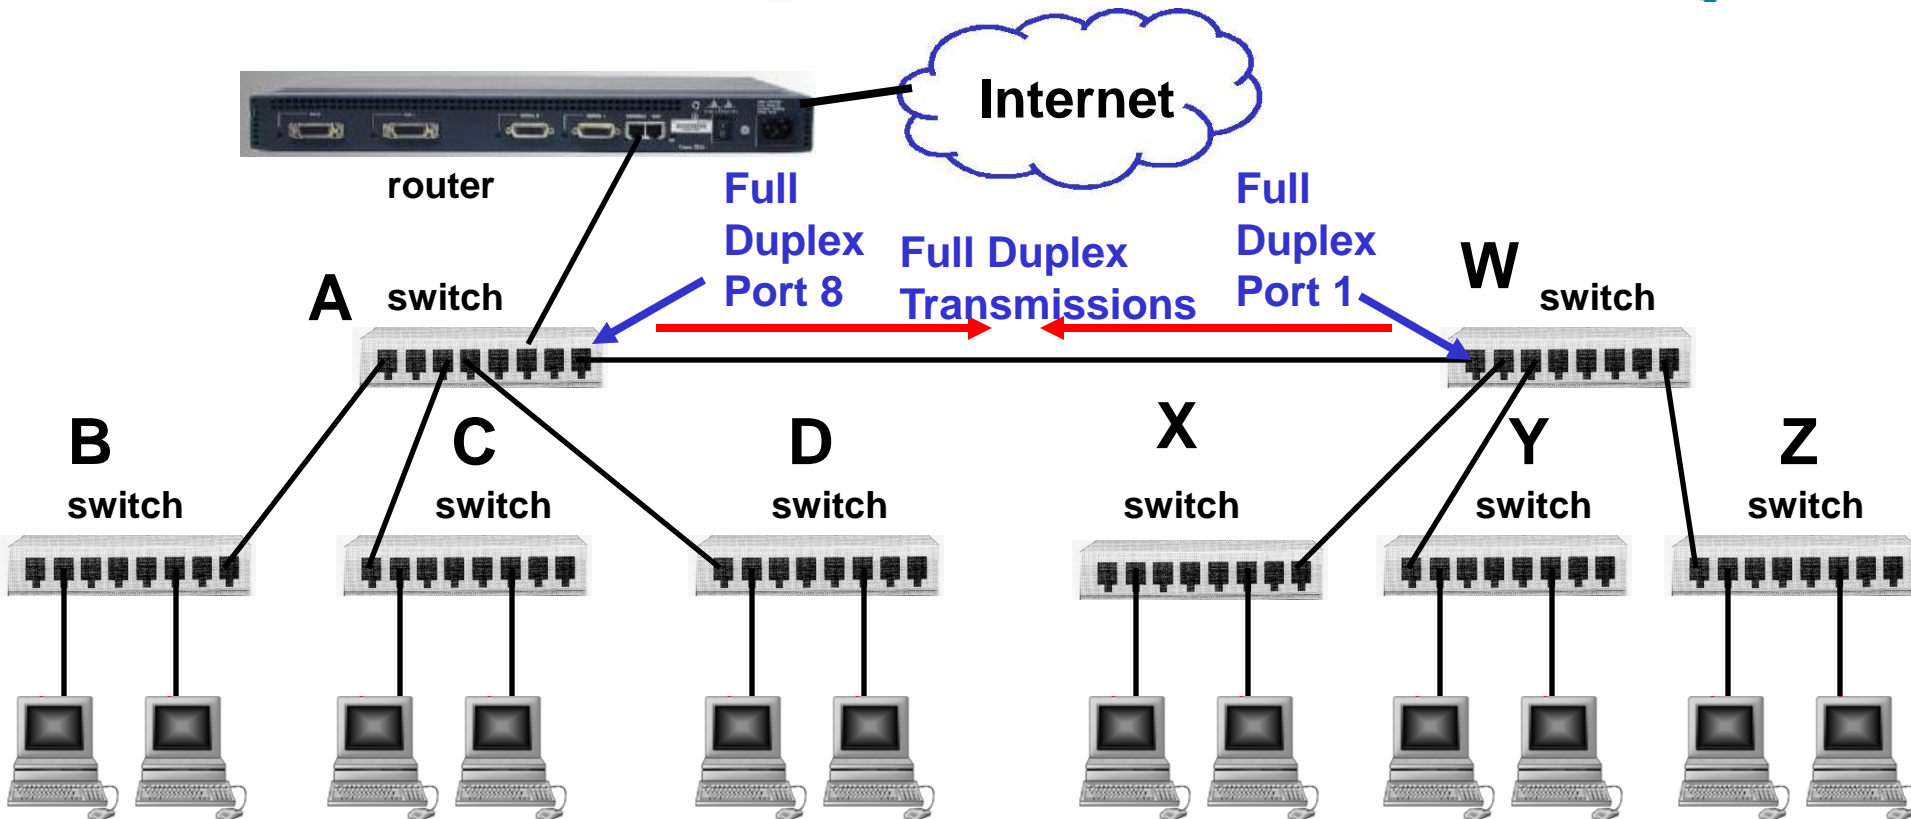 Internet
router
Full
Duplex
Port 8
Full Duplex
Transmissions
Full
Duplex
Port 1
A
switch
W
switch
B
switch
C
switch
D
switch
X
switch
Y
switch
Z
switch